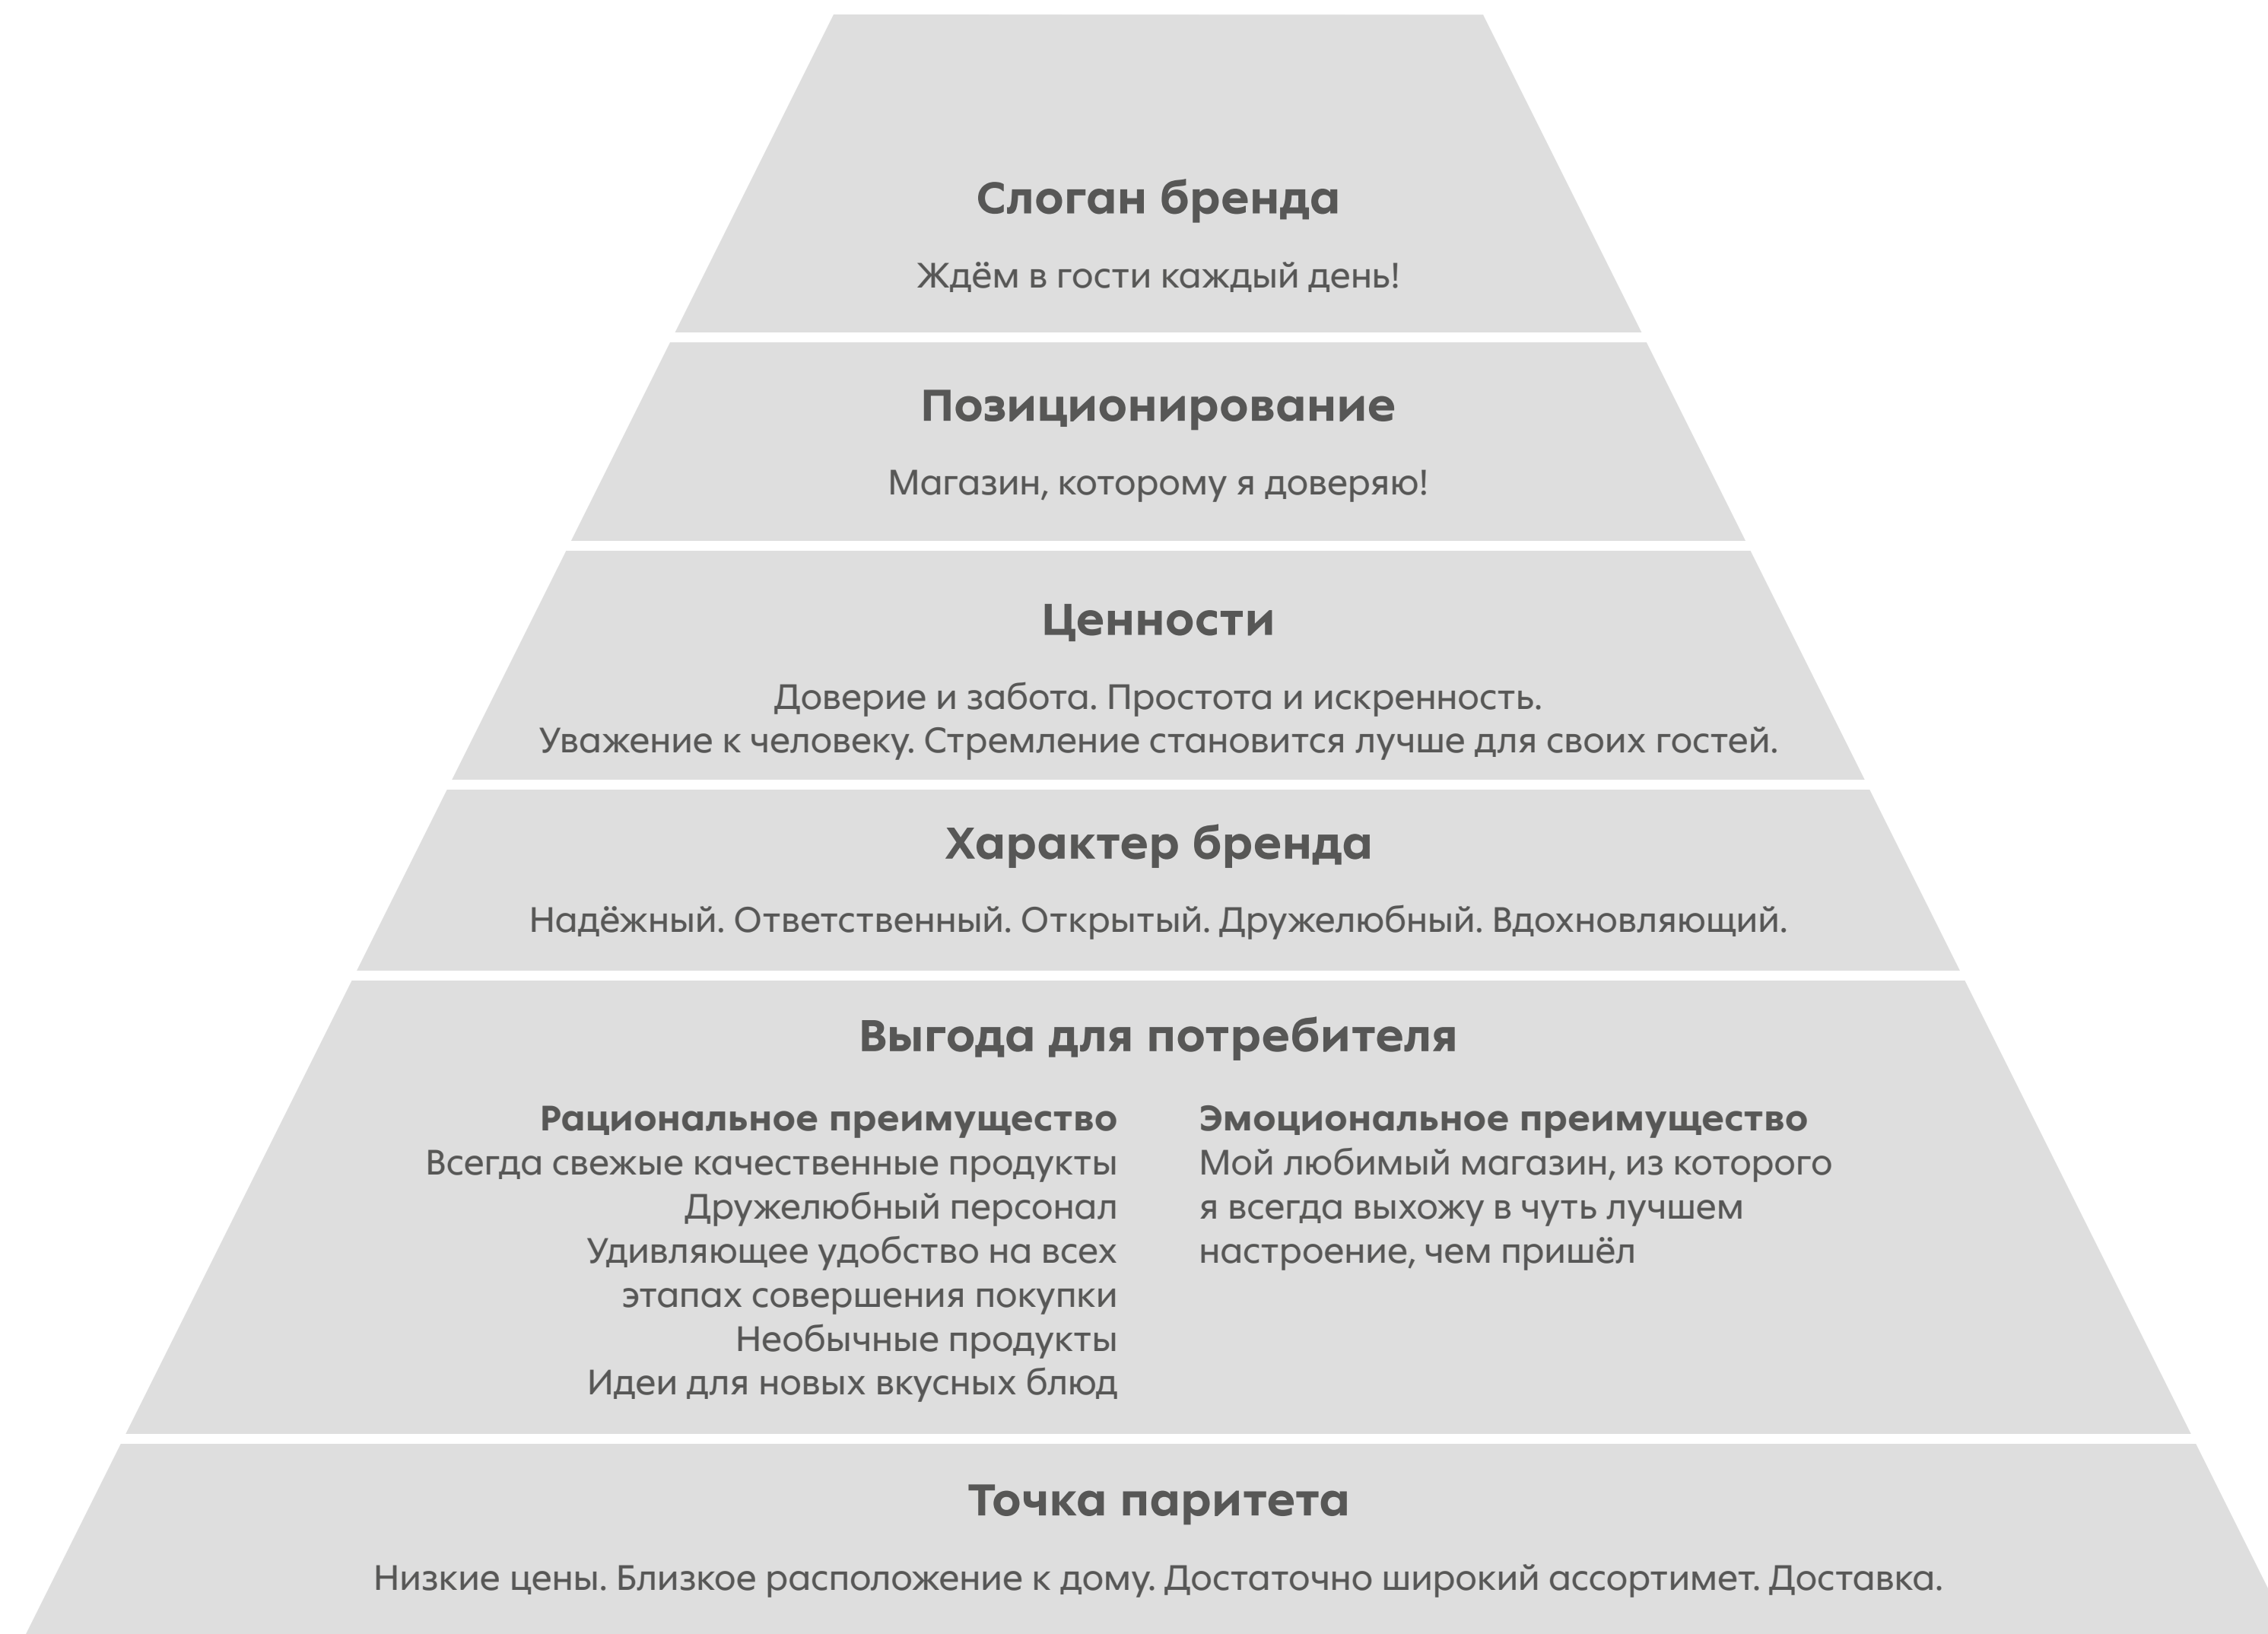 Слоган бренда
Ждём в гости каждый день!
Позиционирование
Магазин, которому я доверяю!
Ценности
Доверие и забота. Простота и искренность.
Уважение к человеку. Стремление становится лучше для своих гостей.
Характер бренда
Надёжный. Ответственный. Открытый. Дружелюбный. Вдохновляющий.
Выгода для потребителя
Рациональное преимущество
Всегда свежые качественные продукты
Дружелюбный персонал
Удивляющее удобство на всех
этапах совершения покупки
Необычные продукты
Идеи для новых вкусных блюд
Эмоциональное преимущество
Мой любимый магазин, из которого
я всегда выхожу в чуть лучшем
настроение, чем пришёл
Точка паритета
Низкие цены. Близкое расположение к дому. Достаточно широкий ассортимет. Доставка.